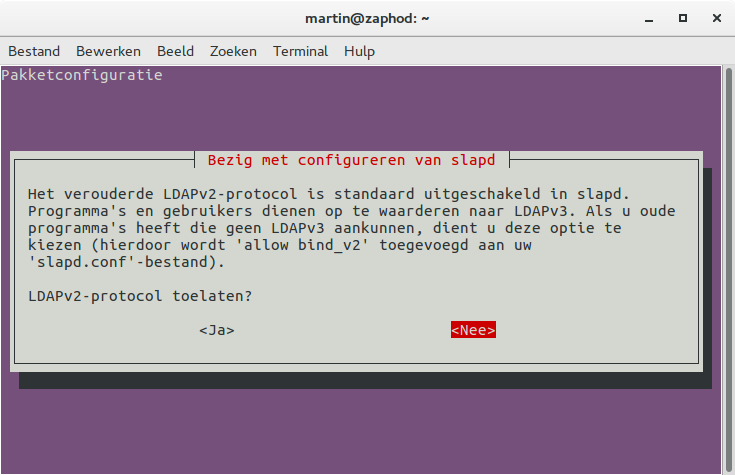 martin@zaphod: ~
Bestand Bewerken Beeld Zoeken Terminal Hulp
Pakketconfiguratie
Bezig met configureren van slapd
Het verouderde LDAPv2-protocol is standaard uitgeschakeld in slapd.
Programma's en gebruikers dienen op te waarderen naar LDAPv3. Als u oude
programma's heeft die geen LDAPv3 aankunnen, dient u deze optie te
kiezen (hierdoor wordt 'allow bind_v2' toegevoegd aan uw
'slapd.conf'-bestand).
LDAPv2-protocol toelaten?
<Ja> <Nee>